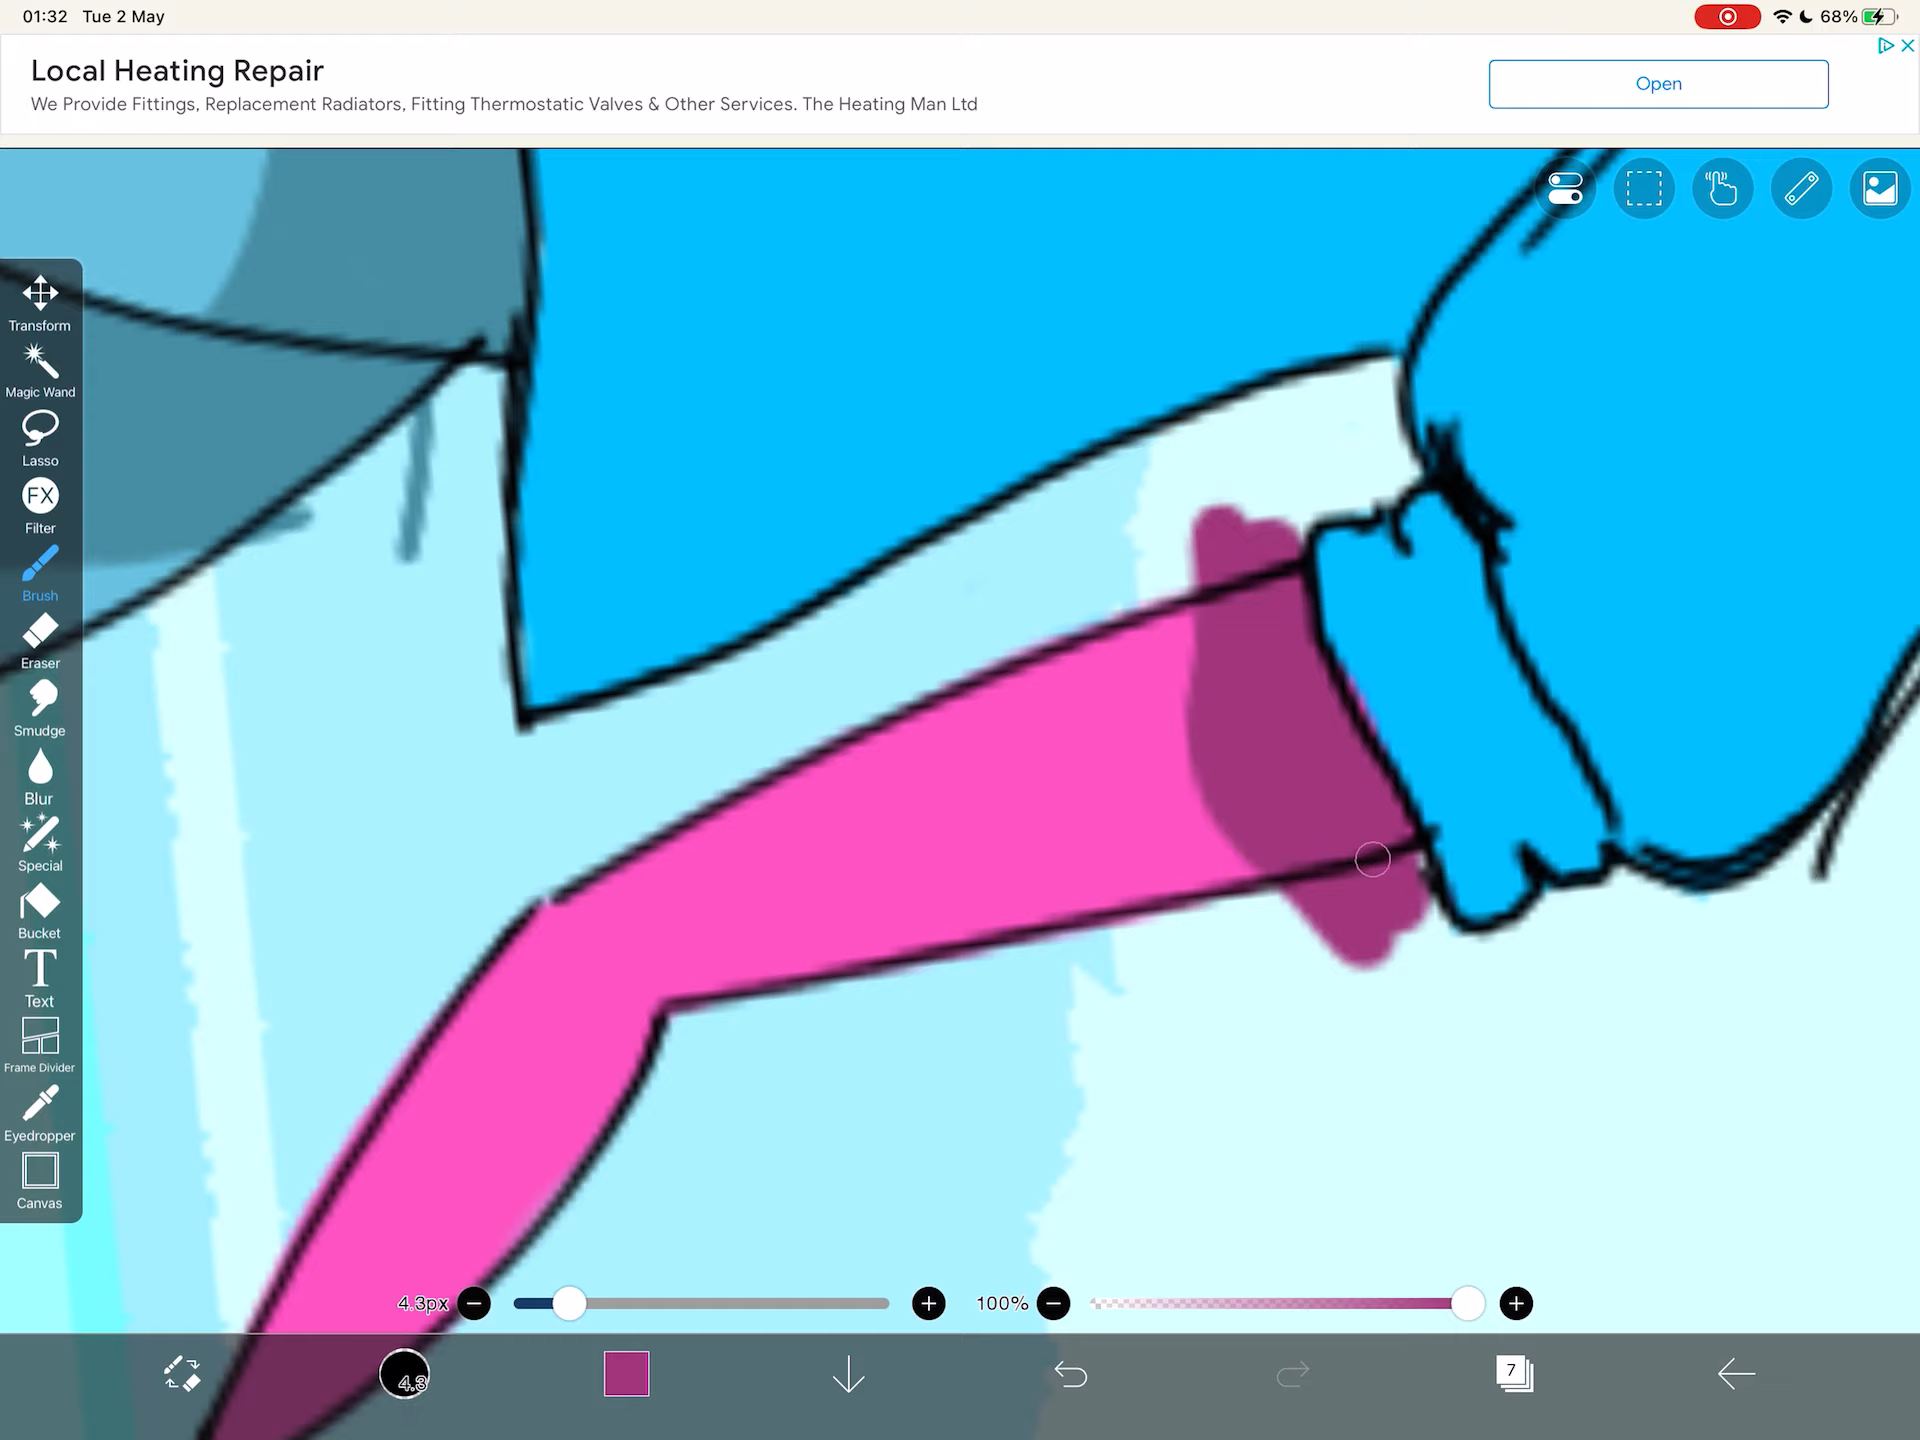 01:32 Tue 2 May
68%
Local Heating Repair
We Provide Fittings, Replacement Radiators, Fitting Thermostatic Valves & Other Services. The Heating Man Ltd
Open
Transform
Magic Wand
Lasso
FX
Filter
Brush
Eraser
Smudge
Blur
Special
Bucket
T
Text
Frame Divider
Eyedropper
Canvas
4.3px
100%
4.3
7